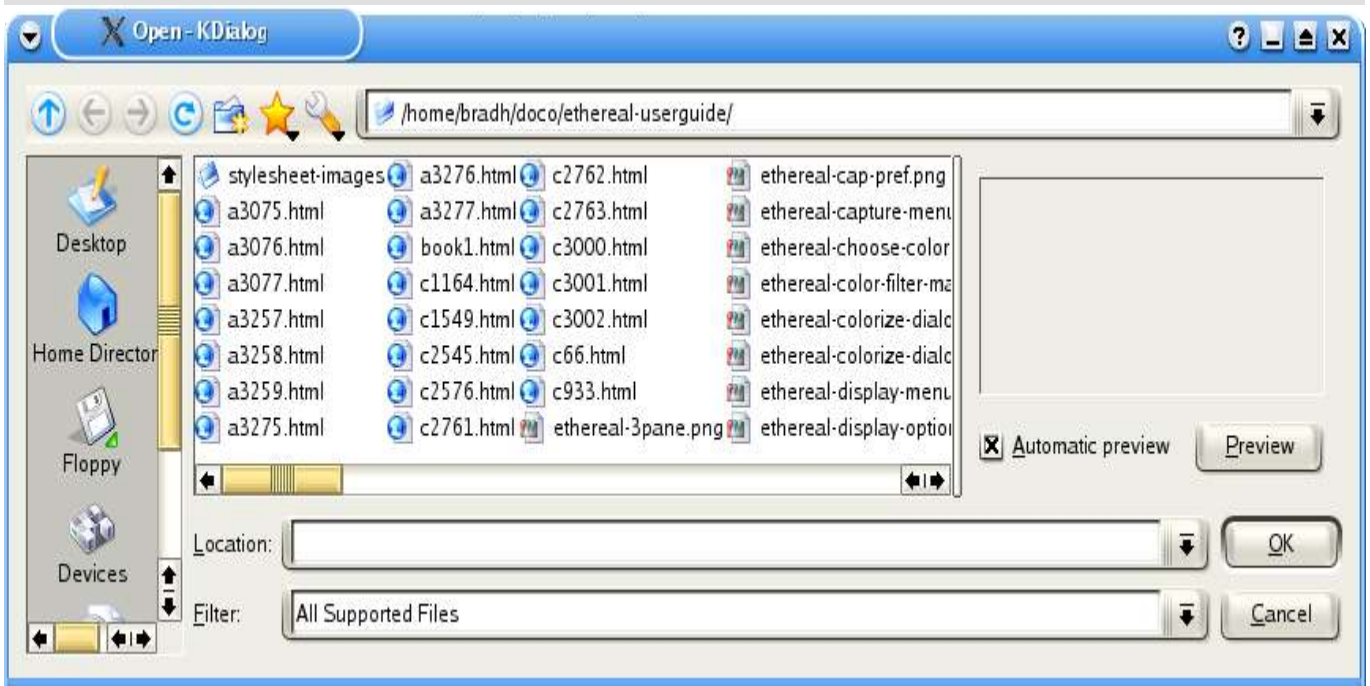 Open - KDialog
/home/bradh/doco/ethereal-userguide/
Desktop
Home Director
Floppy
Devices
stylesheet-images a3276.html c2762.html ethereal-cap-pref.png
a3075.html a3277.html c2763.html ethereal-capture-menu
a3076.html book1.html c3000.html ethereal-choose-color
a3077.html c1164.html c3001.html ethereal-color-filter-ma
a3257.html c1549.html c3002.html ethereal-colorize-dialo
a3258.html c2545.html c66.html ethereal-colorize-dialo
a3259.html c2576.html c933.html ethereal-display-menu
a3275.html c2761.html ethereal-3pane.png ethereal-display-option
Automatic preview Preview
Location: OK
Filter: All Supported Files Cancel